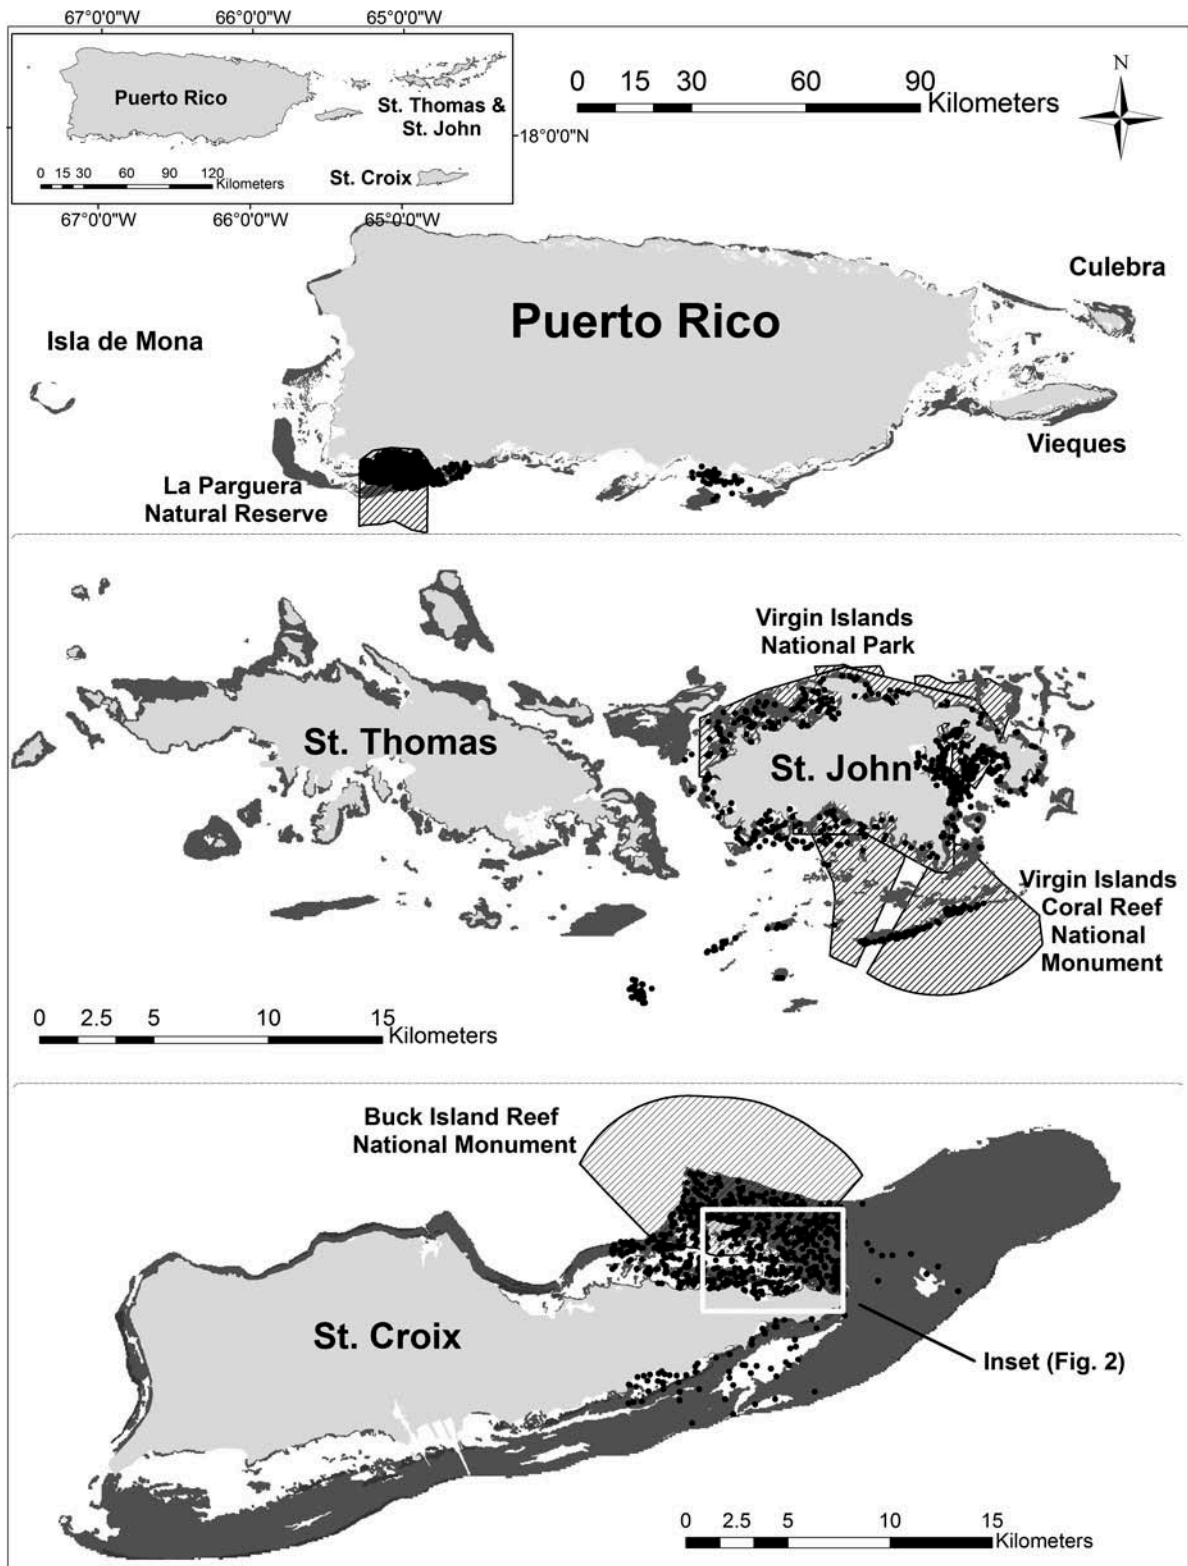 67°0'0"W 66°0'0"W 65°0'0"W
Puerto Rico
St. Thomas &
St. John
18°0'0"N
0 15 30 60 90 120
Kilometers
St. Croix
67°0'0"W 66°0'0"W 65°0'0"W
0 15 30 60 90
Kilometers
N
Culebra
Puerto Rico
Isla de Mona
Vieques
La Parguera
Natural Reserve
Virgin Islands
National Park
St. Thomas
St. John
Virgin Islands
Coral Reef
National
Monument
0 2.5 5 10 15
Kilometers
Buck Island Reef
National Monument
St. Croix
Inset (Fig. 2)
0 2.5 5 10 15
Kilometers